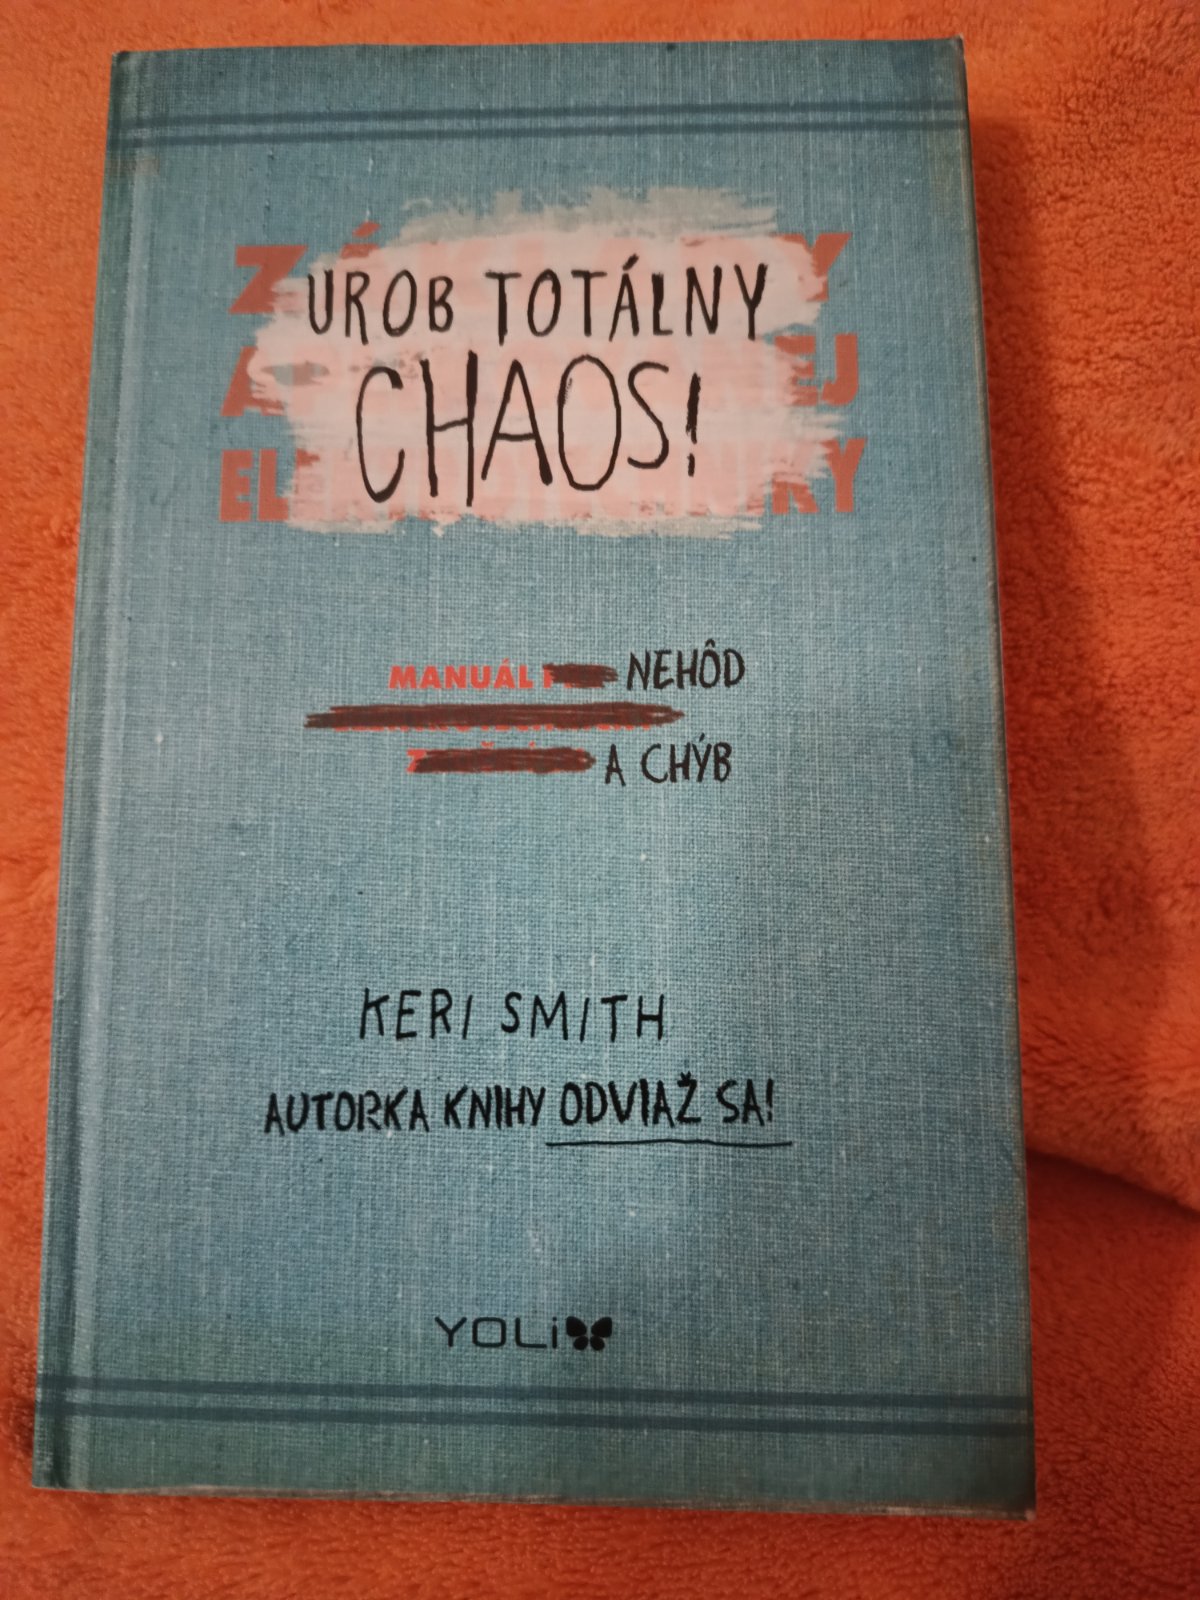 UROB TOTÁLNY
CHAOS!
MANUÁL NEHÔD
A CHÝB
KERI SMITH
AUTORKA KNIHY ODVIAŽ SA!
YOLi